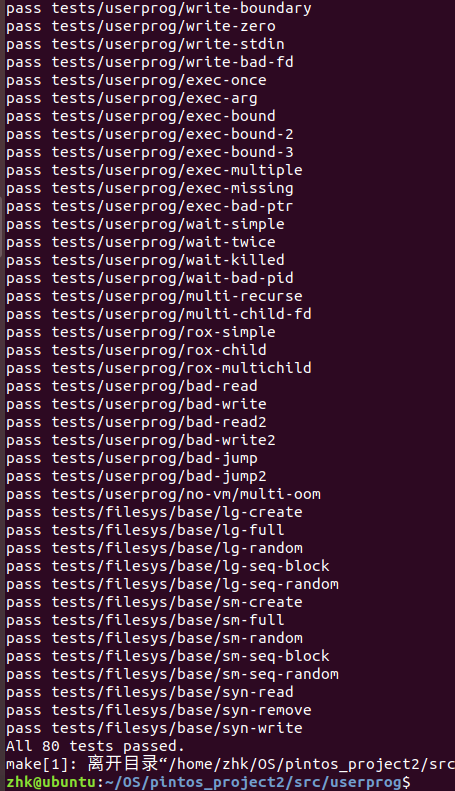 pass tests/userprog/write-boundary
pass tests/userprog/write-zero
pass tests/userprog/write-stdin
pass tests/userprog/write-bad-fd
pass tests/userprog/exec-once
pass tests/userprog/exec-arg
pass tests/userprog/exec-bound
pass tests/userprog/exec-bound-2
pass tests/userprog/exec-bound-3
pass tests/userprog/exec-multiple
pass tests/userprog/exec-missing
pass tests/userprog/exec-bad-ptr
pass tests/userprog/wait-simple
pass tests/userprog/wait-twice
pass tests/userprog/wait-killed
pass tests/userprog/wait-bad-pid
pass tests/userprog/multi-recurse
pass tests/userprog/multi-child-fd
pass tests/userprog/rox-simple
pass tests/userprog/rox-child
pass tests/userprog/rox-multichild
pass tests/userprog/bad-read
pass tests/userprog/bad-write
pass tests/userprog/bad-read2
pass tests/userprog/bad-write2
pass tests/userprog/bad-jump
pass tests/userprog/bad-jump2
pass tests/userprog/no-vm/multi-oom
pass tests/filesys/base/lg-create
pass tests/filesys/base/lg-full
pass tests/filesys/base/lg-random
pass tests/filesys/base/lg-seq-block
pass tests/filesys/base/lg-seq-random
pass tests/filesys/base/sm-create
pass tests/filesys/base/sm-full
pass tests/filesys/base/sm-random
pass tests/filesys/base/sm-seq-block
pass tests/filesys/base/sm-seq-random
pass tests/filesys/base/syn-read
pass tests/filesys/base/syn-remove
pass tests/filesys/base/syn-write
All 80 tests passed.
make[1]: 离开目录“/home/zhk/OS/pintos_project2/src
zhk@ubuntu:~/OS/pintos_project2/src/userprog$